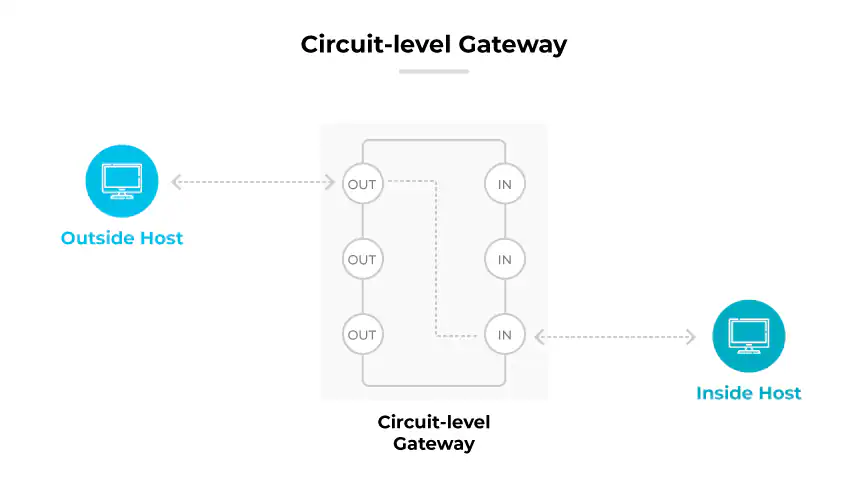 Circuit-level Gateway
OUT
IN
Outside Host
OUT
IN
OUT
IN
Inside Host
Circuit-level
Gateway